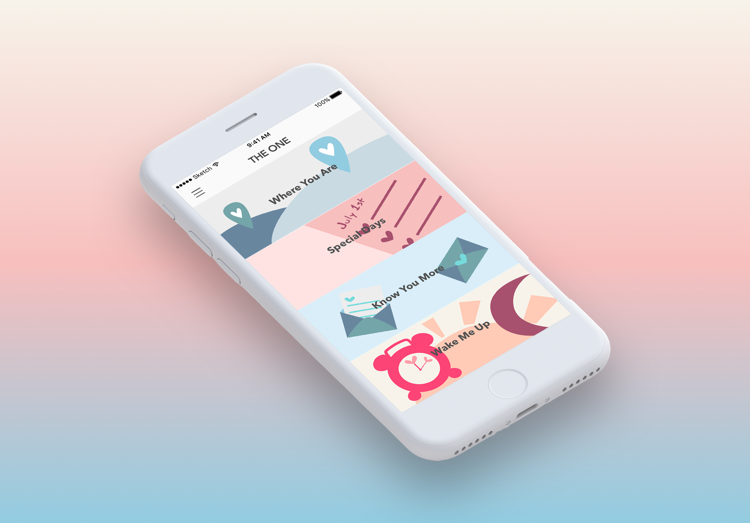 ●●●●● Sketch 9:41 AM 100%
THE ONE
Where You Are
July 1st
Special Days
Know You More
Wake Me Up